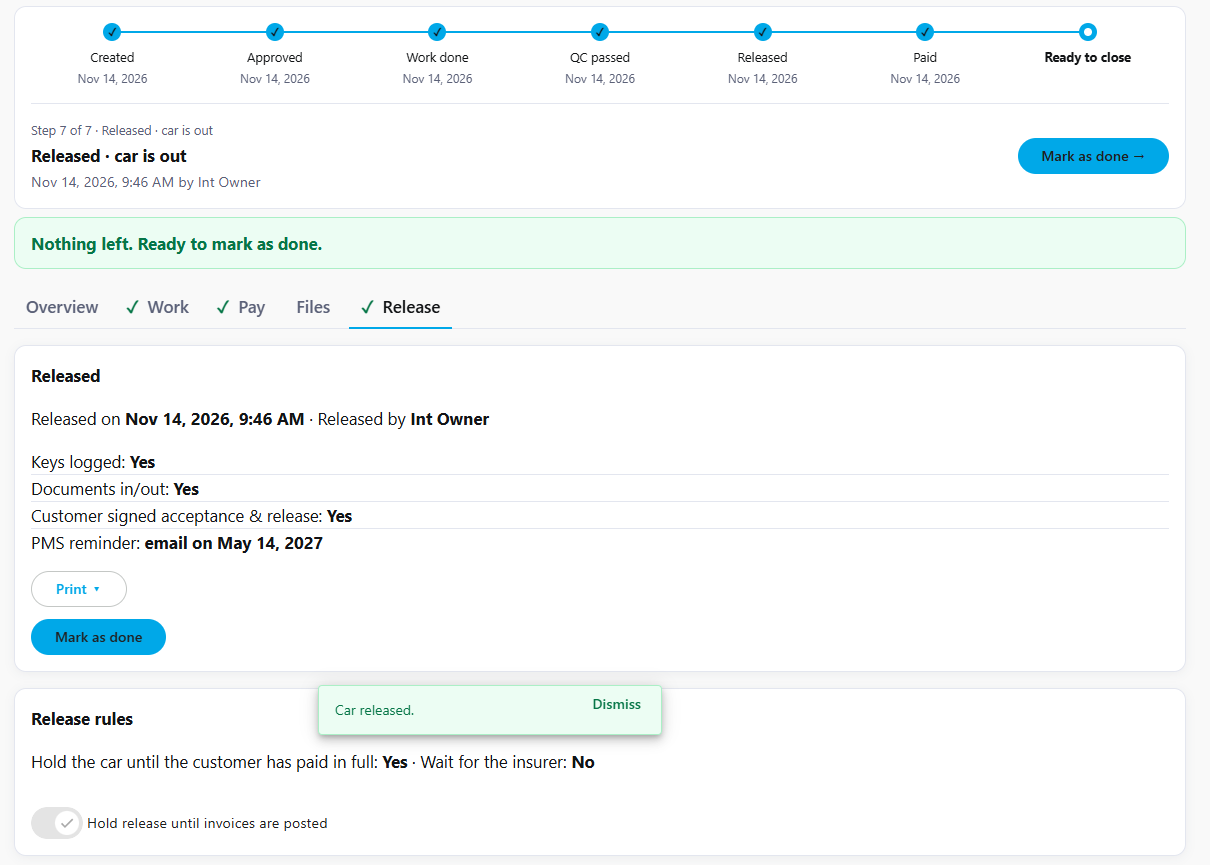 Created
Nov 14, 2026
Approved
Nov 14, 2026
Work done
Nov 14, 2026
QC passed
Nov 14, 2026
Released
Nov 14, 2026
Paid
Nov 14, 2026
Ready to close
Step 7 of 7 · Released · car is out
Released · car is out
Nov 14, 2026, 9:46 AM by Int Owner
Mark as done →
Nothing left. Ready to mark as done.
Overview ✓ Work ✓ Pay Files ✓ Release
Released
Released on Nov 14, 2026, 9:46 AM · Released by Int Owner
Keys logged: Yes
Documents in/out: Yes
Customer signed acceptance & release: Yes
PMS reminder: email on May 14, 2027
Print ▾
Mark as done
Car released.
Dismiss
Release rules
Hold the car until the customer has paid in full: Yes · Wait for the insurer: No
Hold release until invoices are posted